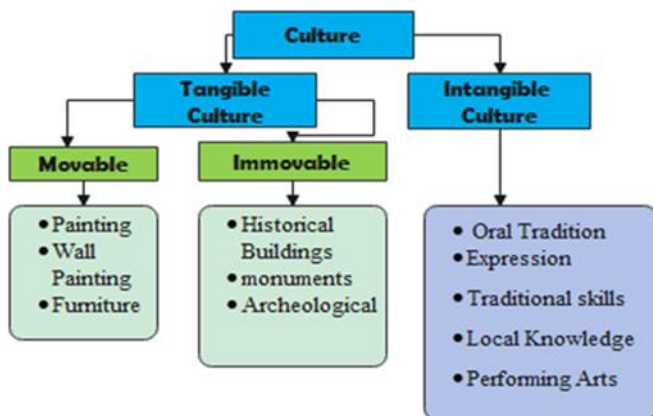 Culture
Tangible
Culture
Intangible
Culture
Movable
Immovable
• Painting
• Wall
Painting
• Furniture
• Historical
Buildings
• monuments
• Archeological
• Oral Tradition
• Expression
• Traditional skills
• Local Knowledge
• Performing Arts